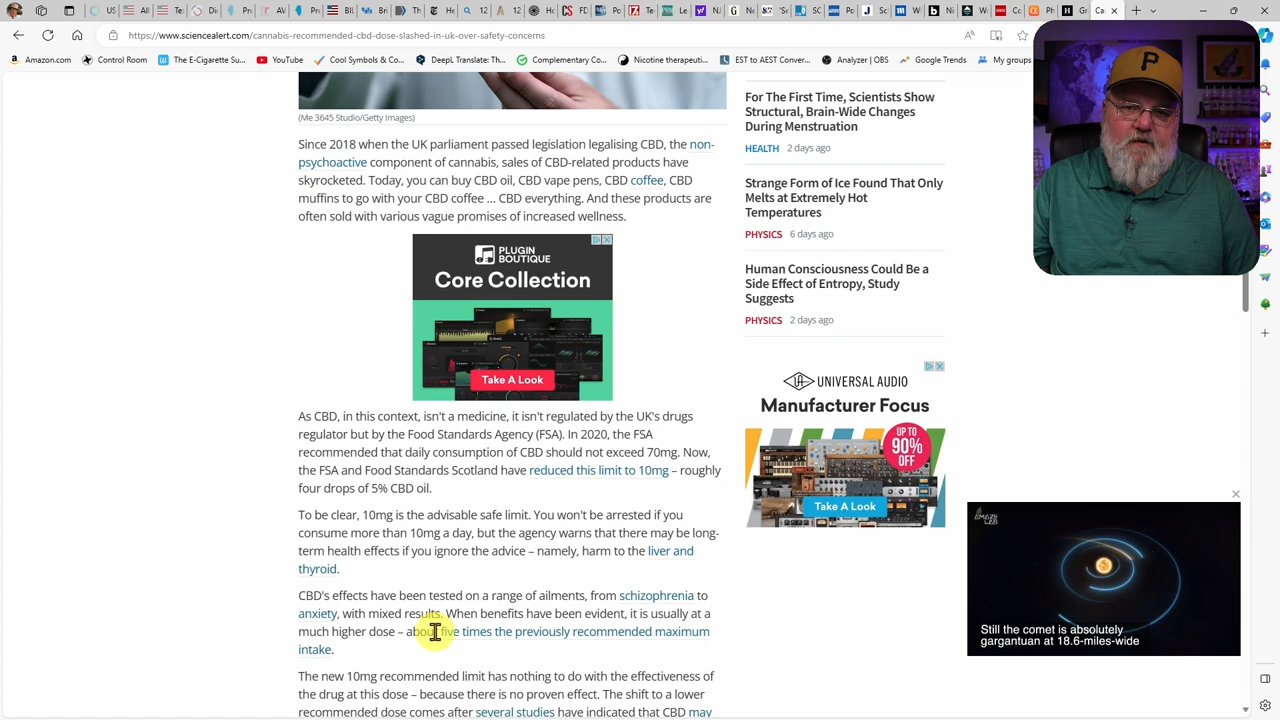 https://www.sciencealert.com/cannabis-recommended-cbd-dose-slashed-in-uk-over-safety-concerns
Amazon.com
Control Room
The E-Cigarette Su...
YouTube
Cool Symbols & Co...
DeepL Translate: Th...
Complementary Co...
Nicotine therapeuti...
EST to AEST Conver...
Analyzer | OBS
Google Trends
My groups
(Me 3645 Studio/Getty Images)
Since 2018 when the UK parliament passed legislation legalising CBD, the non-
psychoactive component of cannabis, sales of CBD-related products have
skyrocketed. Today, you can buy CBD oil, CBD vape pens, CBD coffee, CBD
muffins to go with your CBD coffee ... CBD everything. And these products are
often sold with various vague promises of increased wellness.
PLUGIN
BOUTIQUE
Core Collection
Take A Look
As CBD, in this context, isn't a medicine, it isn't regulated by the UK's drugs
regulator but by the Food Standards Agency (FSA). In 2020, the FSA
recommended that daily consumption of CBD should not exceed 70mg. Now,
the FSA and Food Standards Scotland have reduced this limit to 10mg – roughly
four drops of 5% CBD oil.
To be clear, 10mg is the advisable safe limit. You won't be arrested if you
consume more than 10mg a day, but the agency warns that there may be long-
term health effects if you ignore the advice – namely, harm to the liver and
thyroid.
CBD's effects have been tested on a range of ailments, from schizophrenia to
anxiety, with mixed results. When benefits have been evident, it is usually at a
much higher dose – about five times the previously recommended maximum
intake.
The new 10mg recommended limit has nothing to do with the effectiveness of
the drug at this dose – because there is no proven effect. The shift to a lower
recommended dose comes after several studies have indicated that CBD may
For The First Time, Scientists Show
Structural, Brain-Wide Changes
During Menstruation
HEALTH 2 days ago
Strange Form of Ice Found That Only
Melts at Extremely Hot
Temperatures
PHYSICS 6 days ago
Human Consciousness Could Be a
Side Effect of Entropy, Study
Suggests
PHYSICS 2 days ago
UNIVERSAL AUDIO
Manufacturer Focus
UP TO
90%
OFF
Take A Look
AMAZE
LAB
Still the comet is absolutely
gargantuan at 18.6-miles-wide
P